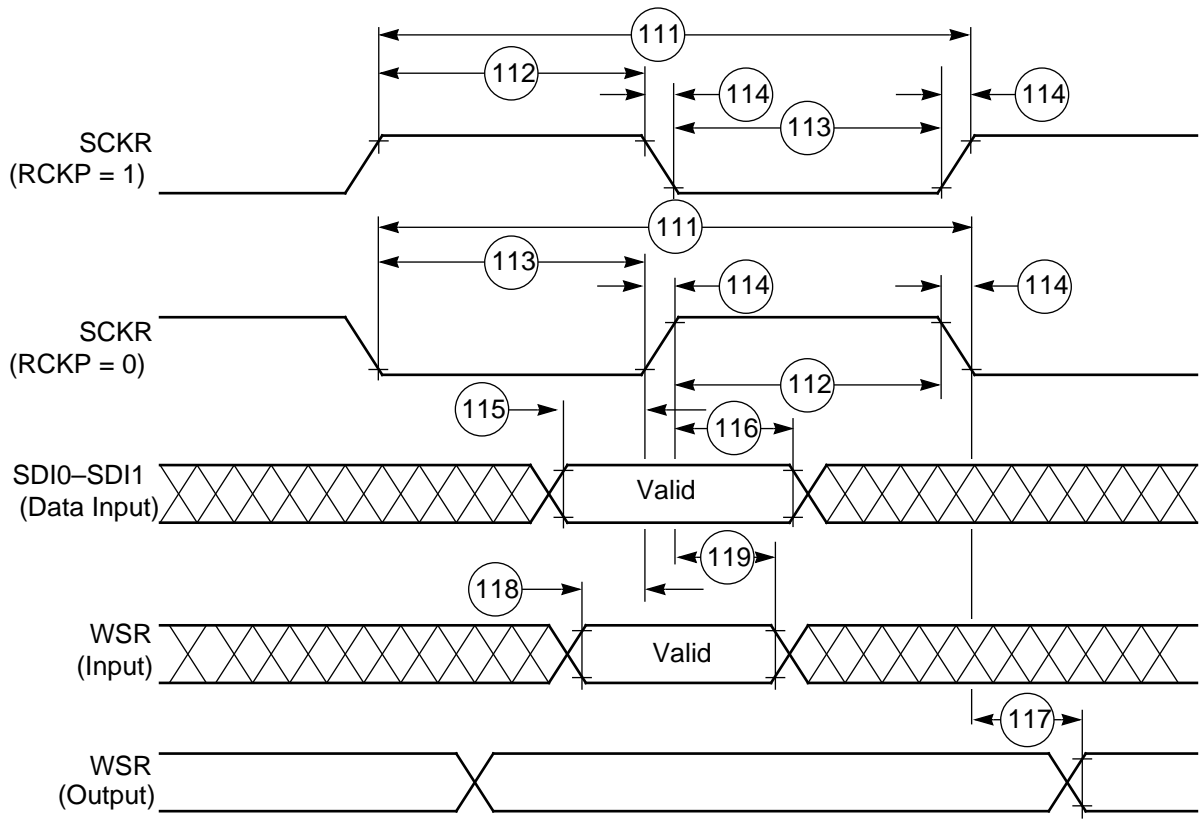 111
112
114
114
113
SCKR
(RCKP = 1)
111
113
114
114
SCKR
(RCKP = 0)
112
115
116
SDI0–SDI1
(Data Input)
Valid
119
118
WSR
(Input)
Valid
117
WSR
(Output)